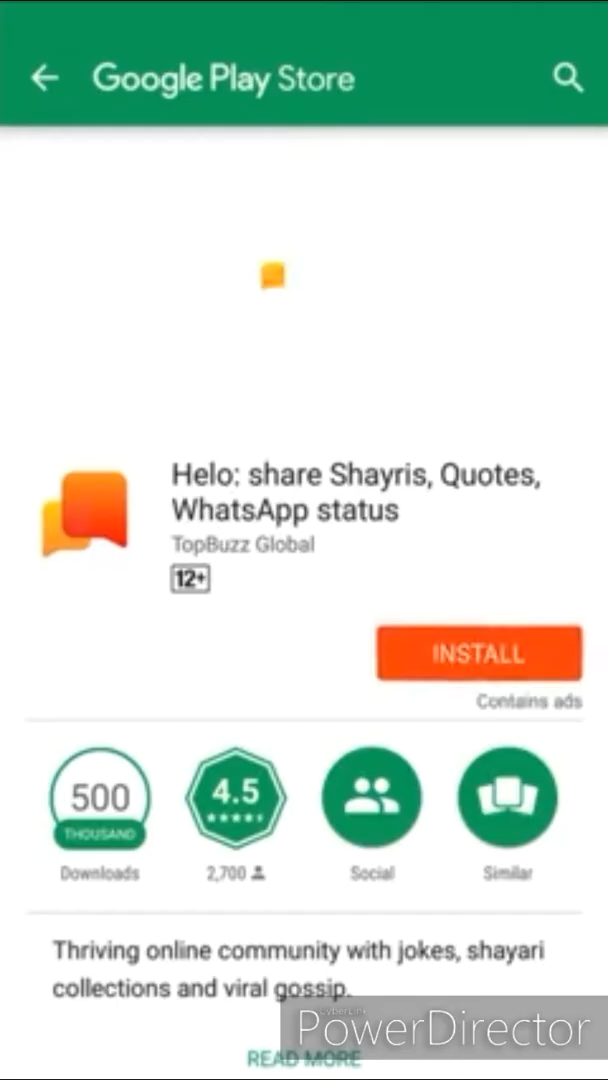 Google Play Store
Helo: share Shayris, Quotes,
WhatsApp status
TopBuzz Global
12+
INSTALL
Contains ads
500
THOUSAND
4.5
Downloads
2,700
Social
Similar
Thriving online community with jokes, shayari
collections and viral gossip.
CyberLink
PowerDirector
READ MORE